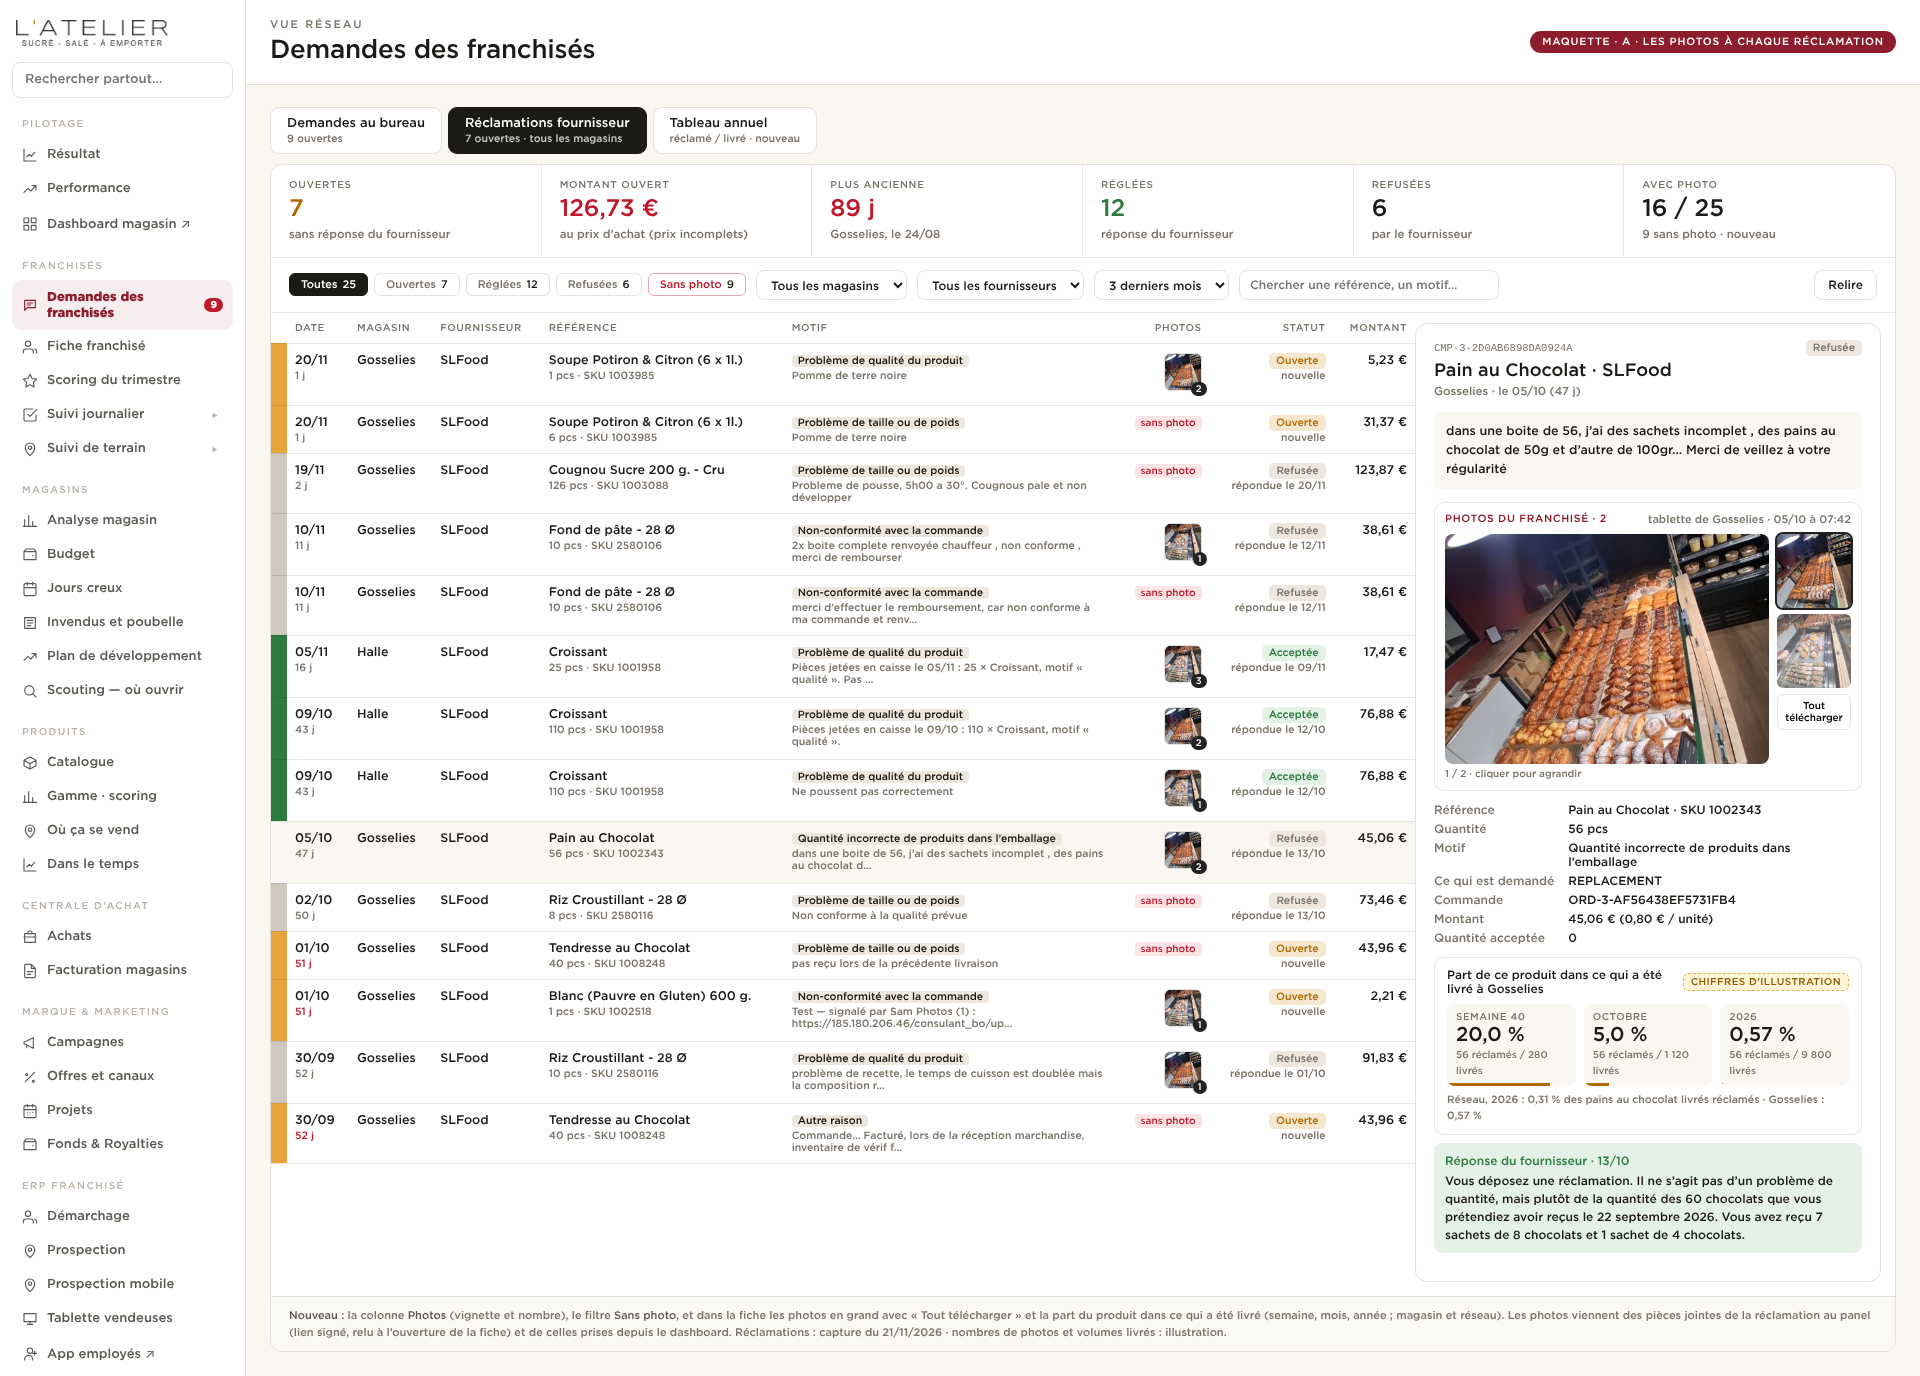 L'ATELIER
SUCRÉ - SALÉ - À EMPORTER
Rechercher partout…
PILOTAGE
Résultat
Performance
Dashboard magasin ↗
FRANCHISÉS
Demandes des franchisés 9
Fiche franchisé
Scoring du trimestre
Suivi journalier ▸
Suivi de terrain ▸
MAGASINS
Analyse magasin
Budget
Jours creux
Invendus et poubelle
Plan de développement
Scouting — où ouvrir
PRODUITS
Catalogue
Gamme · scoring
Où ça se vend
Dans le temps
CENTRALE D'ACHAT
Achats
Facturation magasins
MARQUE & MARKETING
Campagnes
Offres et canaux
Projets
Fonds & Royalties
ERP FRANCHISÉ
Démarchage
Prospection
Prospection mobile
Tablette vendeuses
App employés ↗
VUE RÉSEAU
Demandes des franchisés
MAQUETTE · A · LES PHOTOS À CHAQUE RÉCLAMATION
Demandes au bureau
9 ouvertes
Réclamations fournisseur
7 ouvertes · tous les magasins
Tableau annuel
réclamé / livré · nouveau
OUVERTES
7
sans réponse du fournisseur
MONTANT OUVERT
126,73 €
au prix d'achat (prix incomplets)
PLUS ANCIENNE
89 j
Gosselies, le 24/08
RÉGLÉES
12
réponse du fournisseur
REFUSÉES
6
par le fournisseur
AVEC PHOTO
16 / 25
9 sans photo · nouveau
Toutes 25 Ouvertes 7 Réglées 12 Refusées 6 Sans photo 9 Tous les magasins Tous les fournisseurs 3 derniers mois Chercher une référence, un motif… Relire
DATE MAGASIN FOURNISSEUR RÉFÉRENCE MOTIF PHOTOS STATUT MONTANT
20/11 Gosselies SLFood Soupe Potiron & Citron (6 x 1l.) Problème de qualité du produit Ouverte 5,23 €
1 j 1 pcs · SKU 1003985 Pomme de terre noire 2 nouvelle
20/11 Gosselies SLFood Soupe Potiron & Citron (6 x 1l.) Problème de taille ou de poids sans photo Ouverte 31,37 €
1 j 6 pcs · SKU 1003985 Pomme de terre noire nouvelle
19/11 Gosselies SLFood Cougnou Sucre 200 g. - Cru Problème de taille ou de poids sans photo Refusée 123,87 €
2 j 126 pcs · SKU 1003088 Probleme de pousse, 5h00 a 30°. Cougnous pale et non répondue le 20/11
développer
10/11 Gosselies SLFood Fond de pâte - 28 Ø Non-conformité avec la commande Refusée 38,61 €
11 j 10 pcs · SKU 2580106 2x boite complete renvoyée chauffeur , non conforme , répondue le 12/11
merci de rembourser 1
10/11 Gosselies SLFood Fond de pâte - 28 Ø Non-conformité avec la commande sans photo Refusée 38,61 €
11 j 10 pcs · SKU 2580106 merci d'effectuer le remboursement, car non conforme à répondue le 12/11
ma commande et renv…
05/11 Halle SLFood Croissant Problème de qualité du produit Acceptée 17,47 €
16 j 25 pcs · SKU 1001958 Pièces jetées en caisse le 05/11 : 25 × Croissant, motif « répondue le 09/11
qualité ». Pas … 3
09/10 Halle SLFood Croissant Problème de qualité du produit Acceptée 76,88 €
43 j 110 pcs · SKU 1001958 Pièces jetées en caisse le 09/10 : 110 × Croissant, motif « répondue le 12/10
qualité ». 2
09/10 Halle SLFood Croissant Problème de qualité du produit Acceptée 76,88 €
43 j 110 pcs · SKU 1001958 Ne poussent pas correctement répondue le 12/10
1
05/10 Gosselies SLFood Pain au Chocolat Quantité incorrecte de produits dans l'emballage Refusée 45,06 €
47 j 56 pcs · SKU 1002343 dans une boite de 56, j'ai des sachets incomplet , des pains répondue le 13/10
au chocolat d… 2
02/10 Gosselies SLFood Riz Croustillant - 28 Ø Problème de taille ou de poids sans photo Refusée 73,46 €
50 j 8 pcs · SKU 2580116 Non conforme à la qualité prévue répondue le 13/10
01/10 Gosselies SLFood Tendresse au Chocolat Problème de taille ou de poids sans photo Ouverte 43,96 €
51 j 40 pcs · SKU 1008248 pas reçu lors de la précédente livraison nouvelle
01/10 Gosselies SLFood Blanc (Pauvre en Gluten) 600 g. Non-conformité avec la commande Ouverte 2,21 €
51 j 1 pcs · SKU 1002518 Test — signalé par Sam Photos (1) : nouvelle
https://185.180.206.46/consulant_bo/up… 1
30/09 Gosselies SLFood Riz Croustillant - 28 Ø Problème de qualité du produit Refusée 91,83 €
52 j 10 pcs · SKU 2580116 problème de recette, le temps de cuisson est doublée mais répondue le 01/10
la composition r… 1
30/09 Gosselies SLFood Tendresse au Chocolat Autre raison sans photo Ouverte 43,96 €
52 j 40 pcs · SKU 1008248 Commande… Facturé, lors de la réception marchandise, nouvelle
inventaire de vérif f…
CMP-3-2D0AB6898DA0924A Refusée
Pain au Chocolat · SLFood
Gosselies · le 05/10 (47 j)
dans une boite de 56, j'ai des sachets incomplet , des pains au
chocolat de 50g et d'autre de 100gr… Merci de veillez à votre
régularité
PHOTOS DU FRANCHISÉ · 2 tablette de Gosselies · 05/10 à 07:42
Tout
télécharger
1 / 2 · cliquer pour agrandir
Référence Pain au Chocolat · SKU 1002343
Quantité 56 pcs
Motif Quantité incorrecte de produits dans
l'emballage
Ce qui est demandé REPLACEMENT
Commande ORD-3-AF56438EF5731FB4
Montant 45,06 € (0,80 € / unité)
Quantité acceptée 0
Part de ce produit dans ce qui a été
livré à Gosselies
CHIFFRES D'ILLUSTRATION
SEMAINE 40
20,0 %
56 réclamés / 280
livrés
OCTOBRE
5,0 %
56 réclamés / 1 120
livrés
2026
0,57 %
56 réclamés / 9 800
livrés
Réseau, 2026 : 0,31 % des pains au chocolat livrés réclamés · Gosselies :
0,57 %
Réponse du fournisseur · 13/10
Vous déposez une réclamation. Il ne s'agit pas d'un problème de
quantité, mais plutôt de la quantité des 60 chocolats que vous
prétendiez avoir reçus le 22 septembre 2026. Vous avez reçu 7
sachets de 8 chocolats et 1 sachet de 4 chocolats.
Nouveau : la colonne Photos (vignette et nombre), le filtre Sans photo, et dans la fiche les photos en grand avec « Tout télécharger » et la part du produit dans ce qui a été livré (semaine, mois, année ; magasin et réseau). Les photos viennent des pièces jointes de la réclamation au panel
(lien signé, relu à l'ouverture de la fiche) et de celles prises depuis le dashboard. Réclamations : capture du 21/11/2026 · nombres de photos et volumes livrés : illustration.